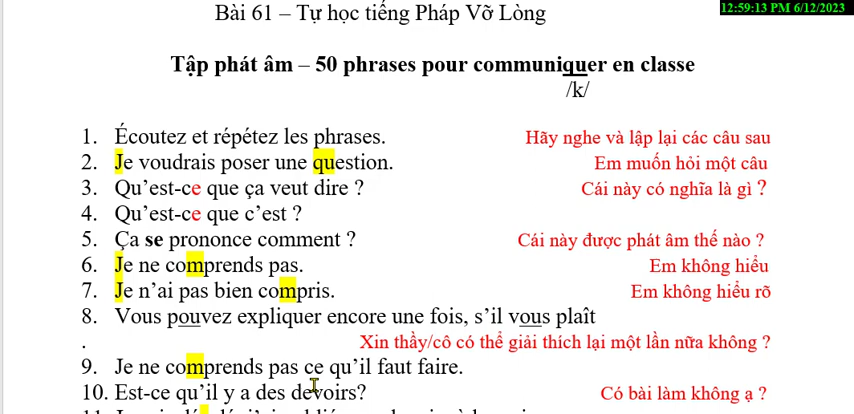 12:59:13 PM 6/12/2023
Bài 61 – Tự học tiếng Pháp Vỡ Lòng
Tập phát âm – 50 phrases pour communiquer en classe
/k/
1. Écoutez et répétez les phrases. Hãy nghe và lập lại các câu sau
2. Je voudrais poser une question. Em muốn hỏi một câu
3. Qu’est-ce que ça veut dire ? Cái này có nghĩa là gì ?
4. Qu’est-ce que c’est ?
5. Ça se prononce comment ? Cái này được phát âm thế nào ?
6. Je ne comprends pas. Em không hiểu
7. Je n’ai pas bien compris. Em không hiểu rõ
8. Vous pouvez expliquer encore une fois, s’il vous plaît
. Xin thầy/cô có thể giải thích lại một lần nữa không ?
9. Je ne comprends pas ce qu’il faut faire.
10. Est-ce qu’il y a des devoirs? Có bài làm không ạ ?